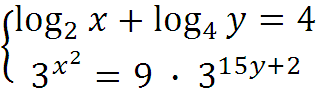 log₂ x + log₄ y = 4
3^{x²} = 9 · 3^{15y+2}